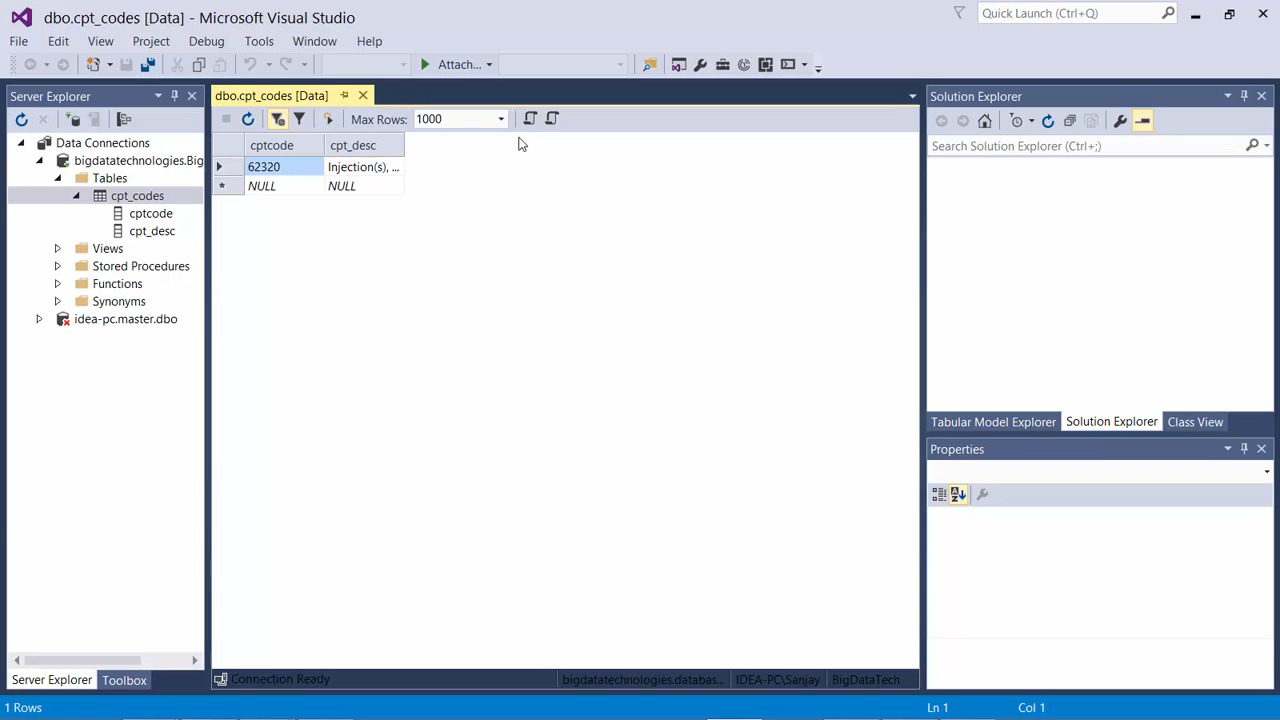 dbo.cpt_codes [Data] - Microsoft Visual Studio
Quick Launch (Ctrl+Q)
File Edit View Project Debug Tools Window Help
Attach...
Server Explorer
dbo.cpt_codes [Data]
Solution Explorer
Max Rows: 1000
Data Connections
cptcode cpt_desc
Search Solution Explorer (Ctrl+;)
bigdatatechnologies.Big
62320 Injection(s), ...
Tables
NULL NULL
cpt_codes
cptcode
cpt_desc
Views
Stored Procedures
Functions
Synonyms
idea-pc.master.dbo
Tabular Model Explorer Solution Explorer Class View
Properties
Connection Ready
bigdatatechnologies.databas... IDEA-PC\Sanjay BigDataTech
Server Explorer Toolbox
1 Rows Ln 1 Col 1